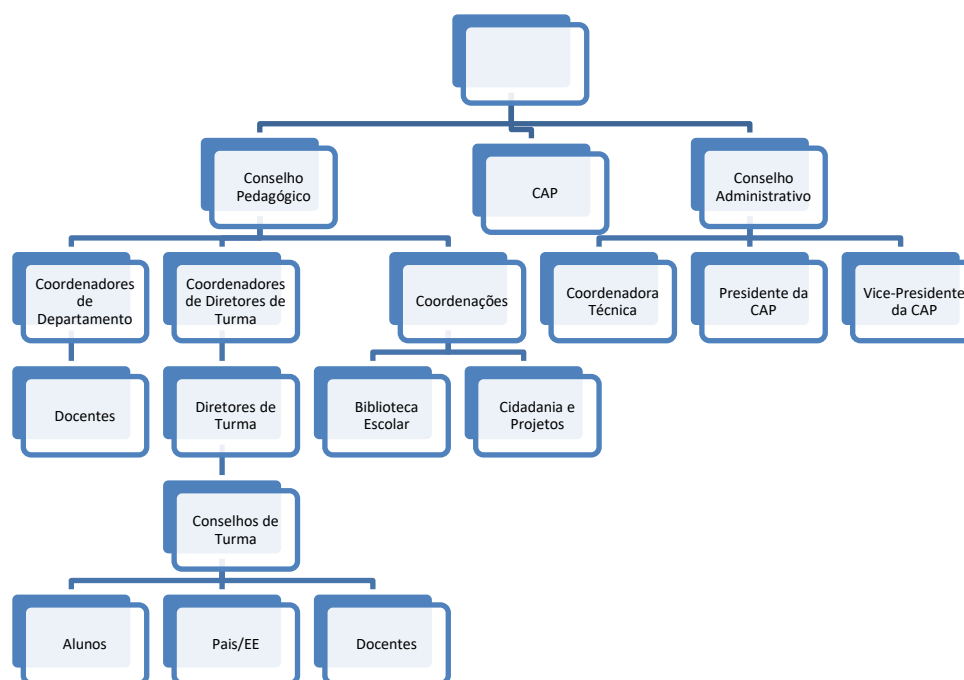 Conselho
Pedagógico
CAP
Conselho
Administrativo
Coordenadores
de
Departamento
Coordenadores
de Diretores de
Turma
Coordenações
Coordenadora
Técnica
Presidente da
CAP
Vice-Presidente
da CAP
Docentes
Diretores de
Turma
Biblioteca
Escolar
Cidadania e
Projetos
Conselhos de
Turma
Alunos
Pais/EE
Docentes